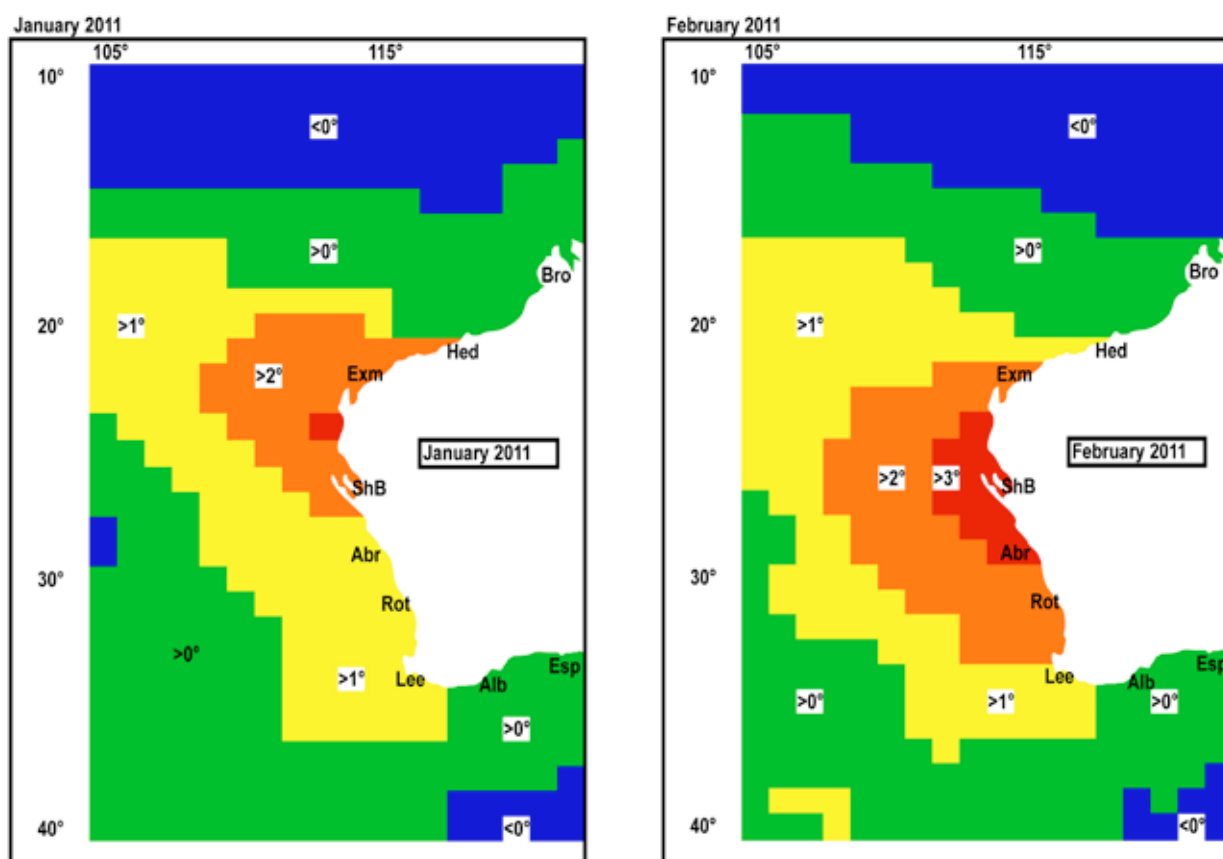 January 2011
105°
115°
10°
<0°
>0°
Bro
20°
>1°
Hed
>2°
Exm
January 2011
ShB
Abr
30°
Rot
>0°
Esp
>1°
Lee
Alb
>0°
40°
<0°
February 2011
105°
115°
10°
<0°
>0°
Bro
20°
>1°
Hed
Exm
February 2011
>2°
>3°
ShB
Abr
30°
Rot
Esp
Lee
Alb
>0°
>1°
>0°
40°
<0°